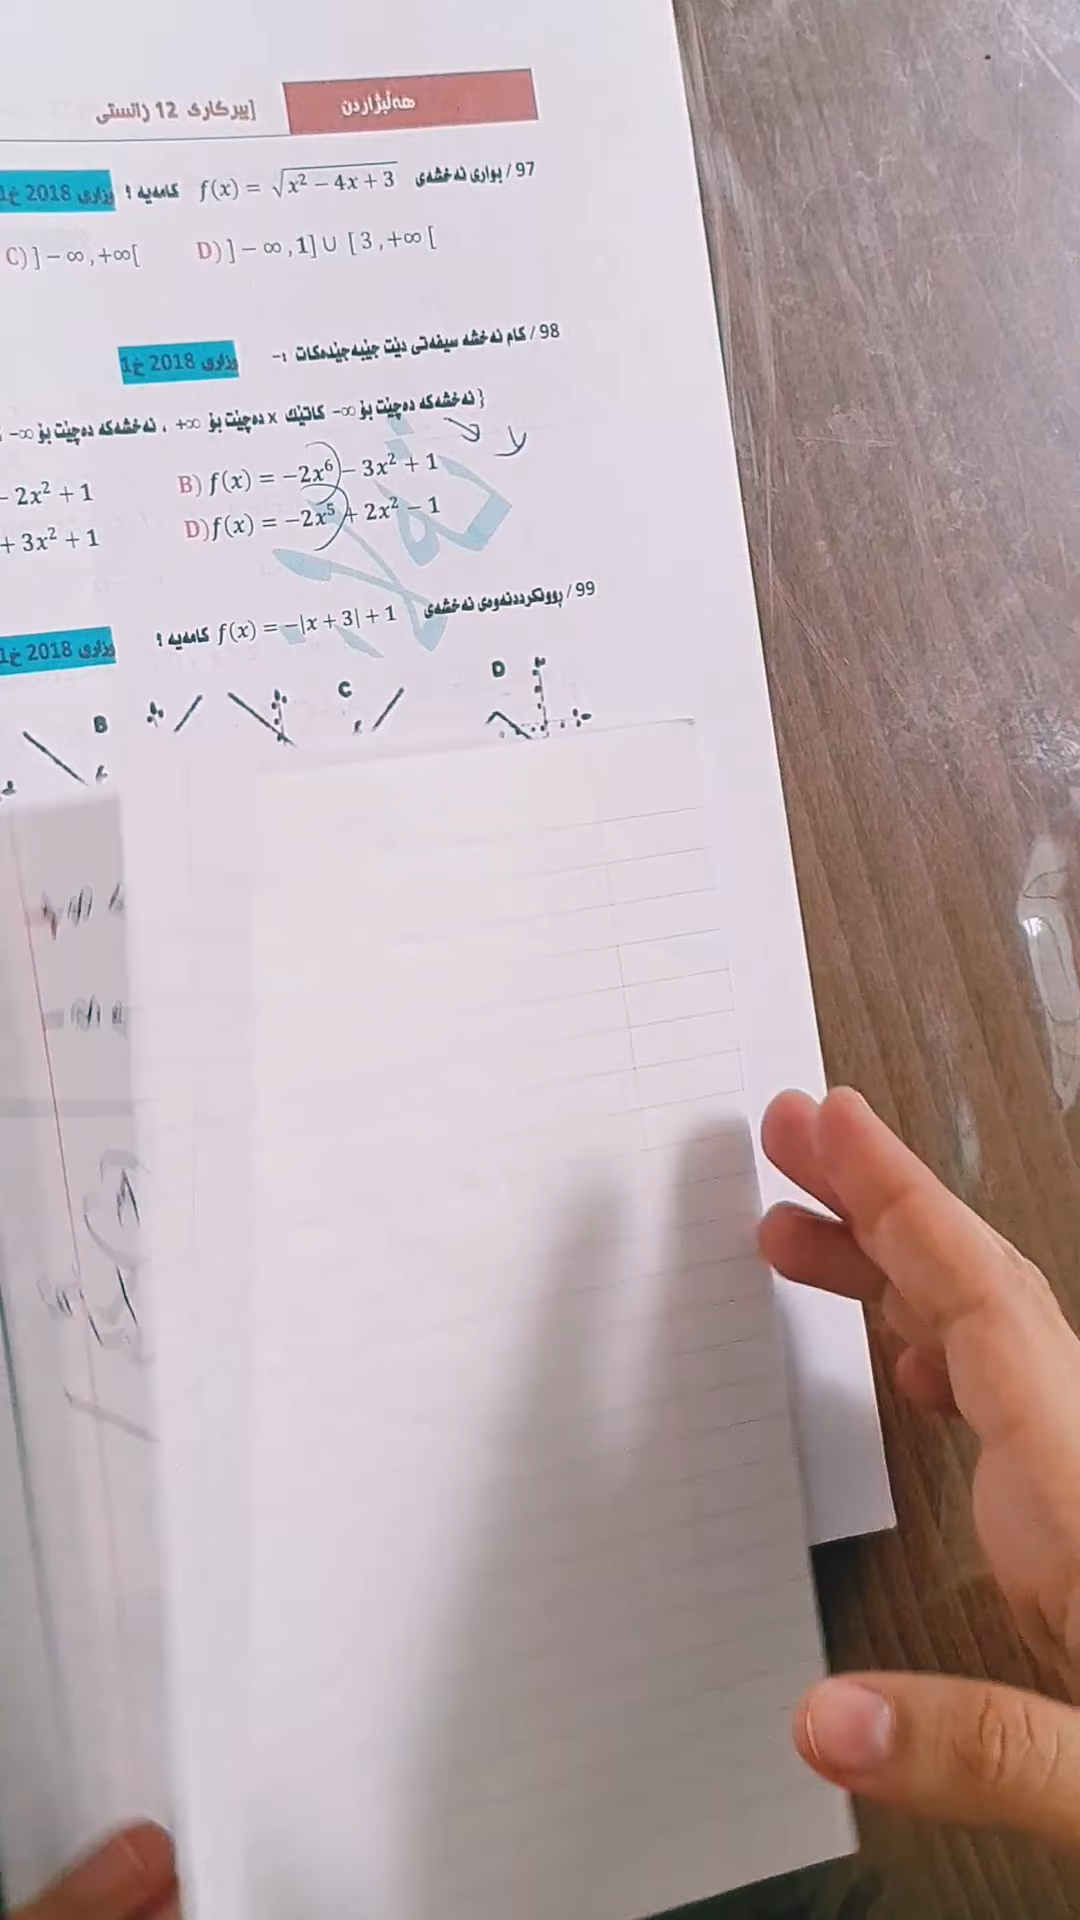 بیرکاری 12 زانستی
هەڵبژاردن
97/ بواری نەخشەی f(x) = √(x² − 4x + 3) کامەیە ؟ وزاری 2018 خ1
C) ]−∞,+∞[ D) ]−∞,1] ∪ [3,+∞[
98/ کام نەخشە سیفەتی دێت جێبەجێدەکات :- وزاری 2018 خ1
{نەخشەکە دەچێت بۆ ∞− کاتێك x دەچێت بۆ ∞+ ، نەخشەکە دەچێت بۆ ∞−
− 2x² + 1 B) f(x) = −2x⁶ − 3x² + 1
+ 3x² + 1 D) f(x) = −2x⁵ + 2x² − 1
99/ ڕوونکردنەوەی نەخشەی f(x) = −|x + 3| + 1 کامەیە ؟ وزاری 2018 خ1
B C D